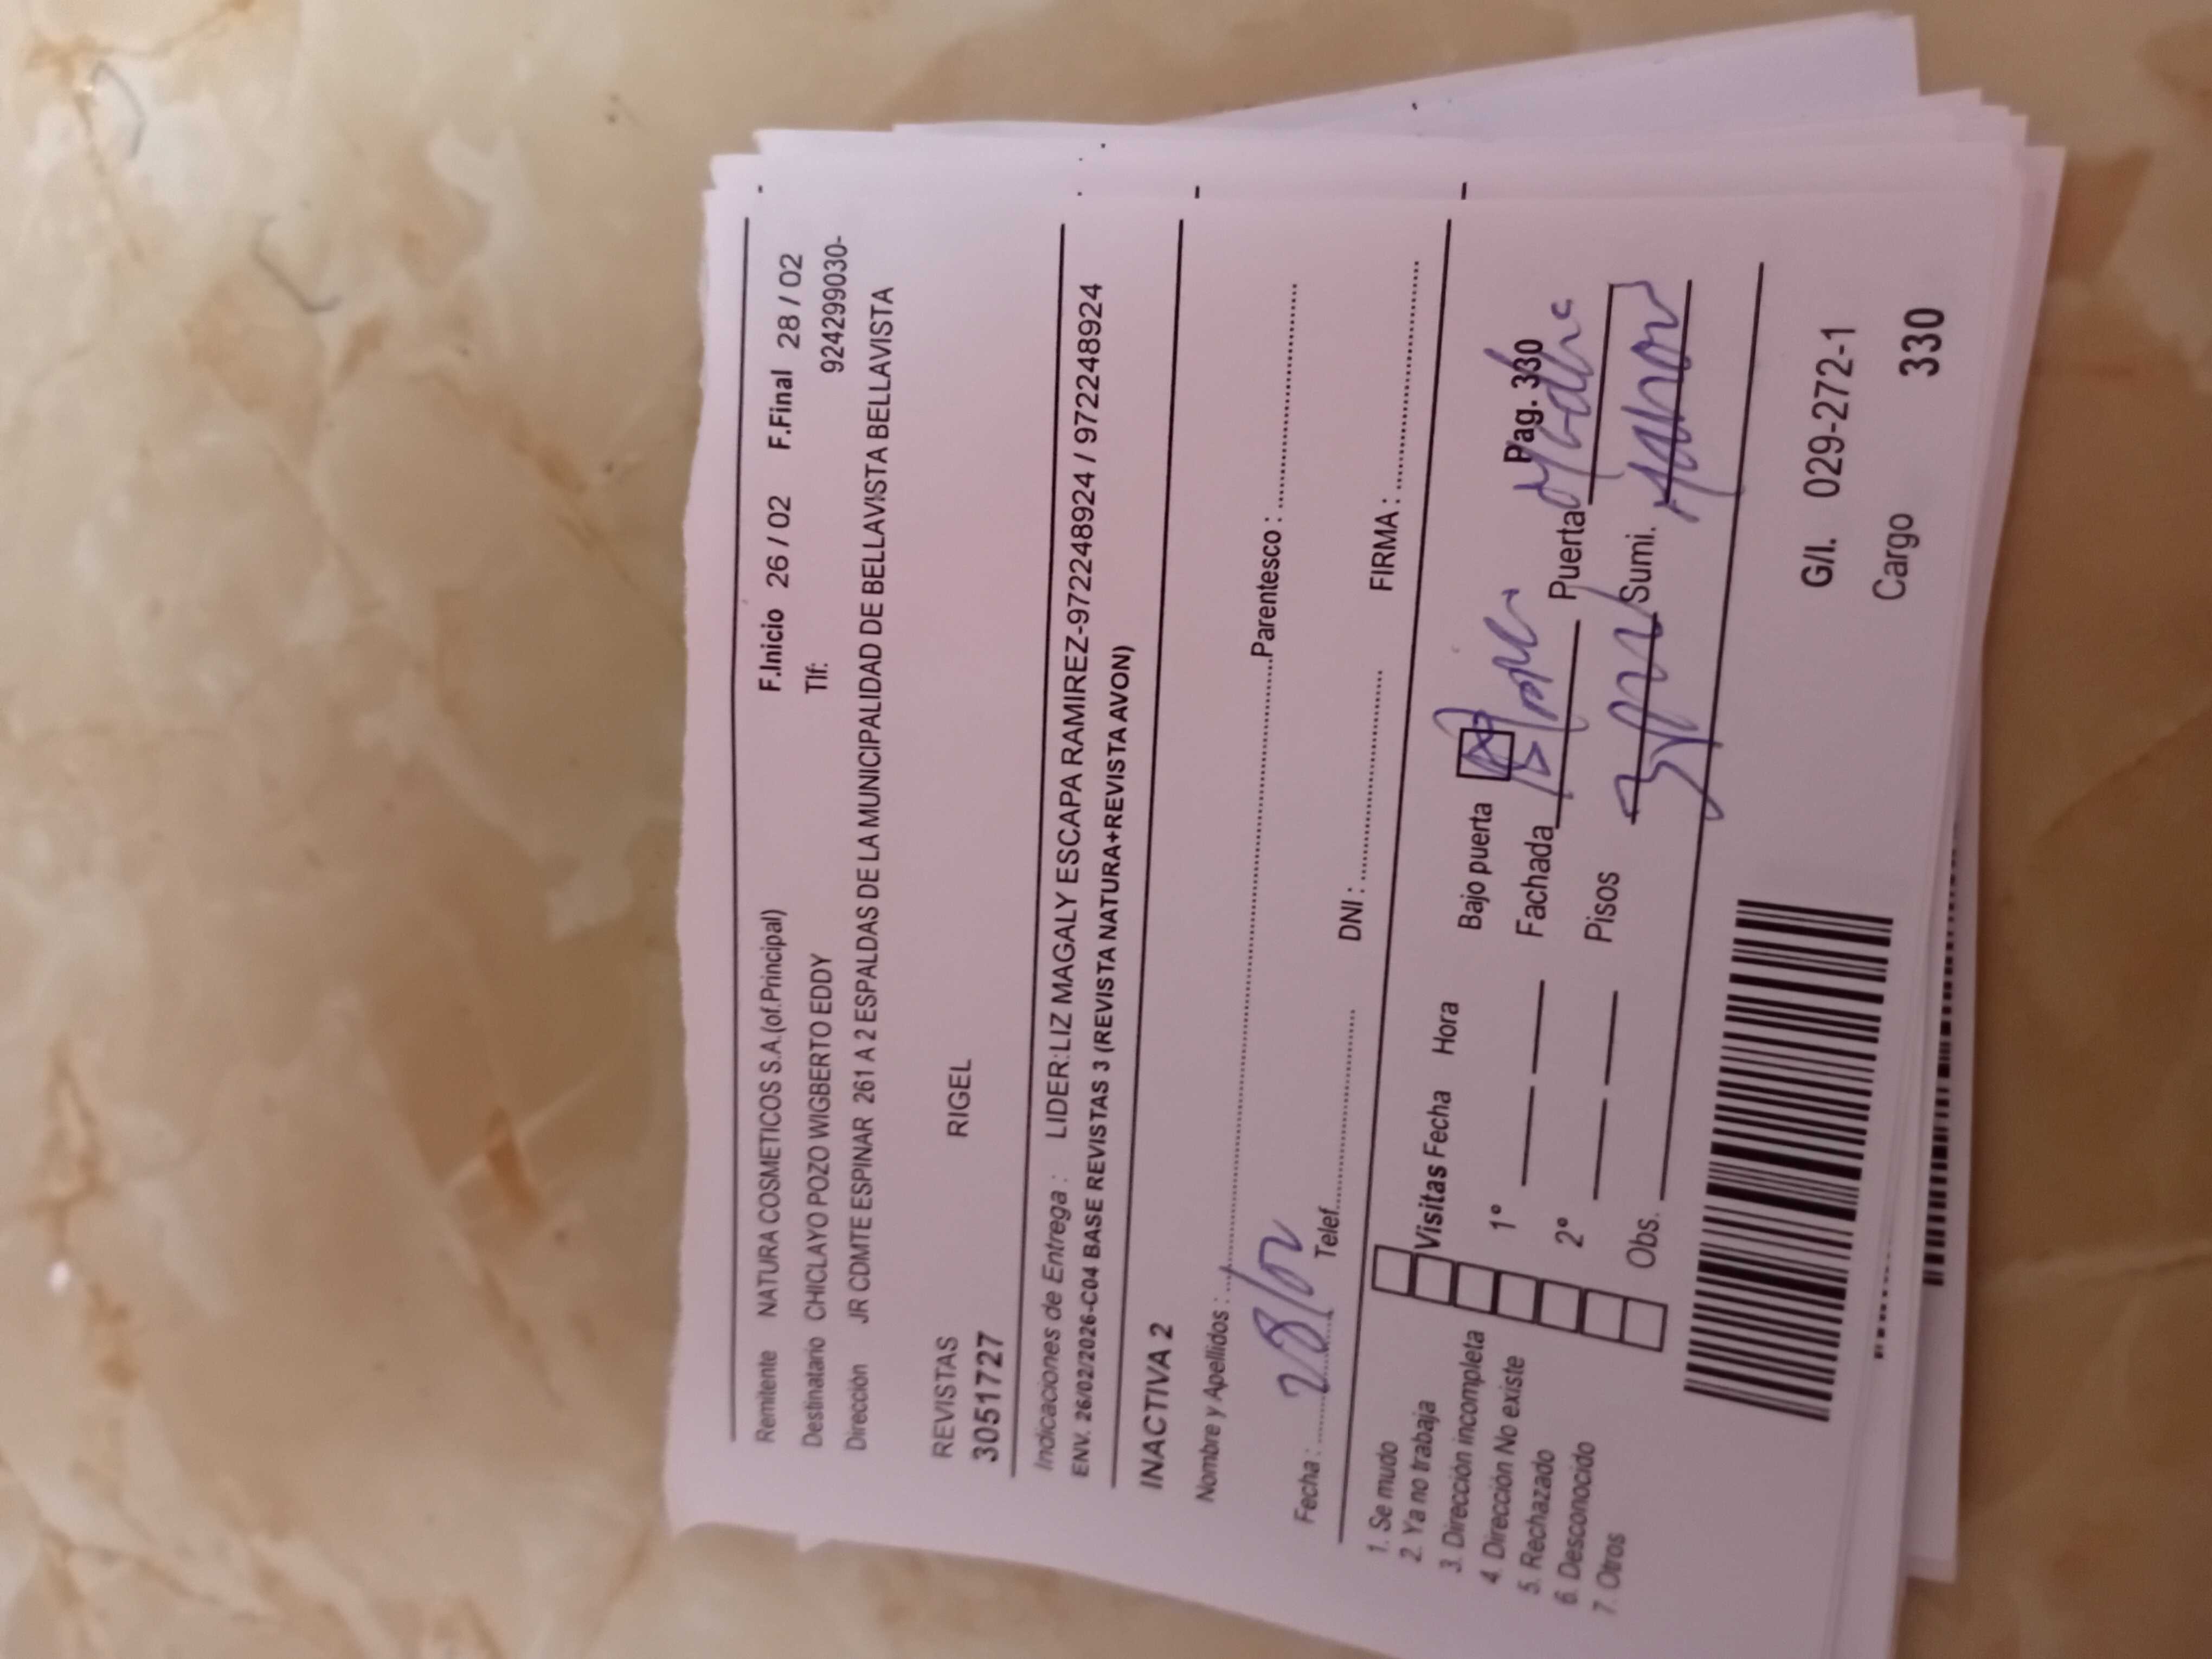 Remitente NATURA COSMETICOS S.A.(of.Principal) F.Inicio 26 / 02 F.Final 28 / 02
Destinatario CHICLAYO POZO WIGBERTO EDDY Tlf: 924299030-
Dirección JR CDMTE ESPINAR 261 A 2 ESPALDAS DE LA MUNICIPALIDAD DE BELLAVISTA BELLAVISTA
REVISTAS RIGEL
3051727
Indicaciones de Entrega : LIDER:LIZ MAGALY ESCAPA RAMIREZ-972248924 / 972248924
ENV. 26/02/2026-C04 BASE REVISTAS 3 (REVISTA NATURA+REVISTA AVON)
INACTIVA 2
Nombre y Apellidos : Parentesco :
Fecha : 28/02 Telef. DNI : FIRMA :
1. Se mudo
2. Ya no trabaja
3. Dirección incompleta
4. Dirección No existe
5. Rechazado
6. Desconocido
7. Otros
Visitas Fecha Hora Bajo puerta Pag. 330
1° Fachada Puerta
2° Pisos Sumi.
Obs.
G/I. 029-272-1
Cargo 330